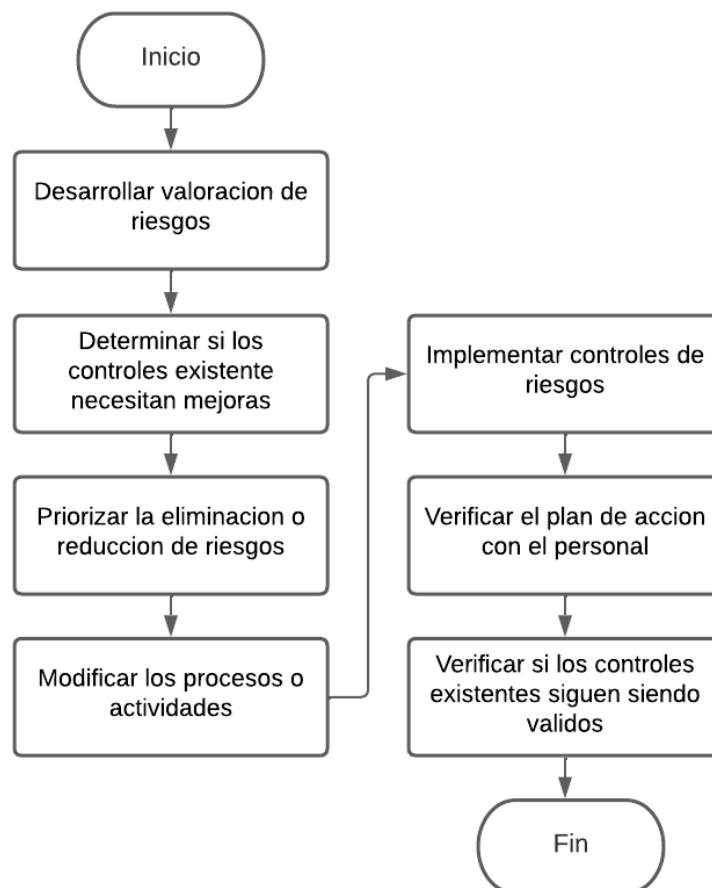 Inicio
Desarrollar valoracion de
riesgos
Determinar si los
controles existente
necesitan mejoras
Priorizar la eliminacion o
reduccion de riesgos
Modificar los procesos o
actividades
Implementar controles de
riesgos
Verificar el plan de accion
con el personal
Verificar si los controles
existentes siguen siendo
validos
Fin